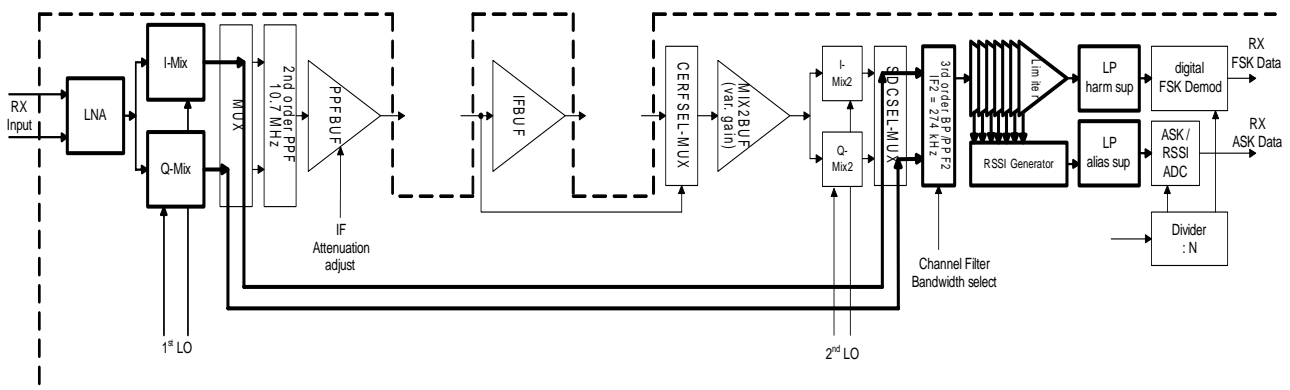 RX
Input
LNA
I-Mix
Q-Mix
MUX
2nd order PPF
10.7 MHz
PPFBUF
IF
Attenuation
adjust
1st LO
IFBUF
CERFSEL-MUX
MIX2BUF
(var. gain)
I-
Mix2
Q-
Mix2
2nd LO
SDCSEL-MUX
3rd order BP/PPF2
IF2 = 274 kHz
Channel Filter
Bandwidth select
Limiter
RSSI Generator
LP
harm sup
LP
alias sup
digital
FSK Demod
ASK /
RSSI
ADC
Divider
: N
RX
FSK Data
RX
ASK Data